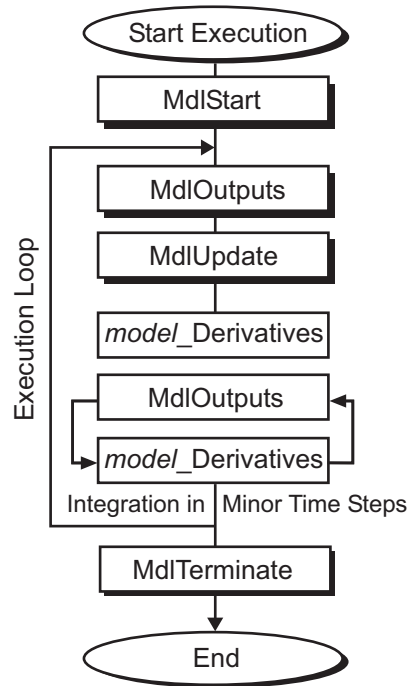 Start Execution
MdlStart
MdlOutputs
MdlUpdate
model_Derivatives
MdlOutputs
model_Derivatives
Integration in Minor Time Steps
Execution Loop
MdlTerminate
End